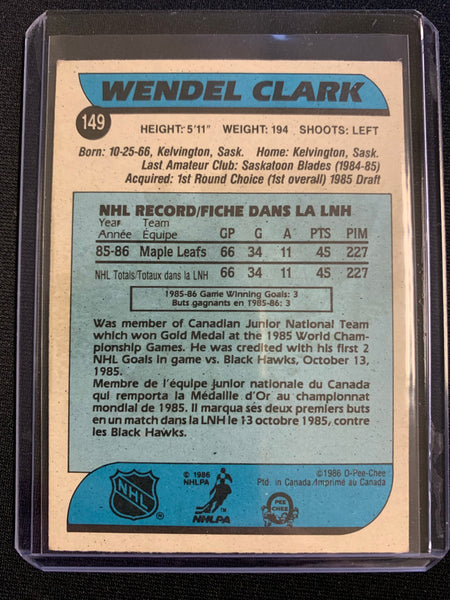 WENDEL CLARK
149
HEIGHT: 5'11" WEIGHT: 194 SHOOTS: LEFT
Born: 10-25-66, Kelvington, Sask. Home: Kelvington, Sask.
Last Amateur Club: Saskatoon Blades (1984-85)
Acquired: 1st Round Choice (1st overall) 1985 Draft
NHL RECORD/FICHE DANS LA LNH
Year Team
Année Équipe GP G A PTS PIM
85-86 Maple Leafs 66 34 11 45 227
NHL Totals/Totaux dans la LNH 66 34 11 45 227
1985-86 Game Winning Goals: 3
Buts gagnants en 1985-86: 3
Was member of Canadian Junior National Team
which won Gold Medal at the 1985 World Cham-
pionship Games. He was credited with his first 2
NHL Goals in game vs. Black Hawks, October 13,
1985.
Membre de l'équipe junior nationale du Canada
qui remporta la Médaille d'Or au championnat
mondial de 1985. Il marqua sés deux premiers buts
en un match dans la LNH le 13 octobre 1985, contre
les Black Hawks.
NHL
© 1986
NHLPA
TM
NHLPA
©1986 O-Pee-Chee
Ptd. in Canada/Imprimé au Canada
O
PEE
CHEE